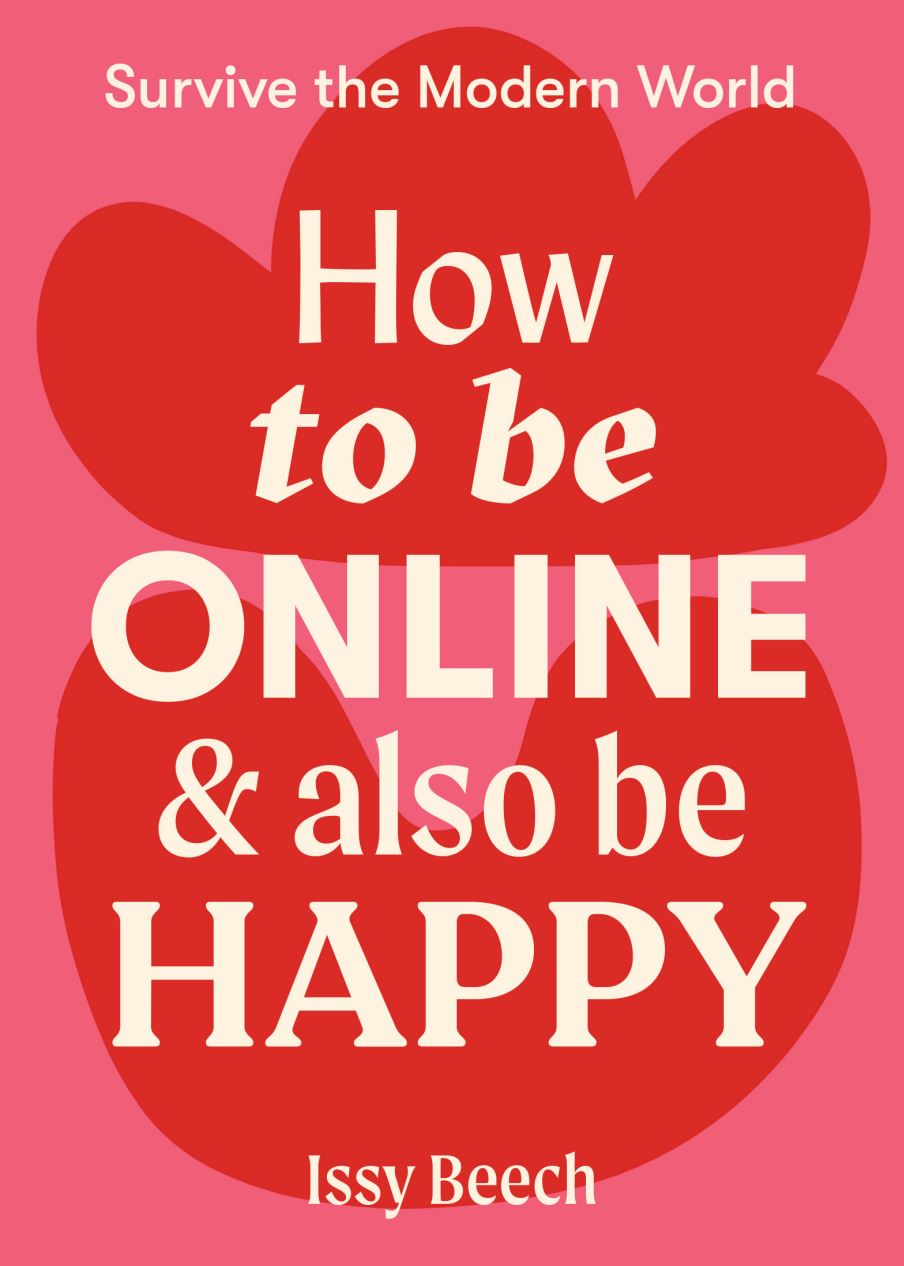 Survive the Modern World
How
to be
ONLINE
& also be
HAPPY
Issy Beech